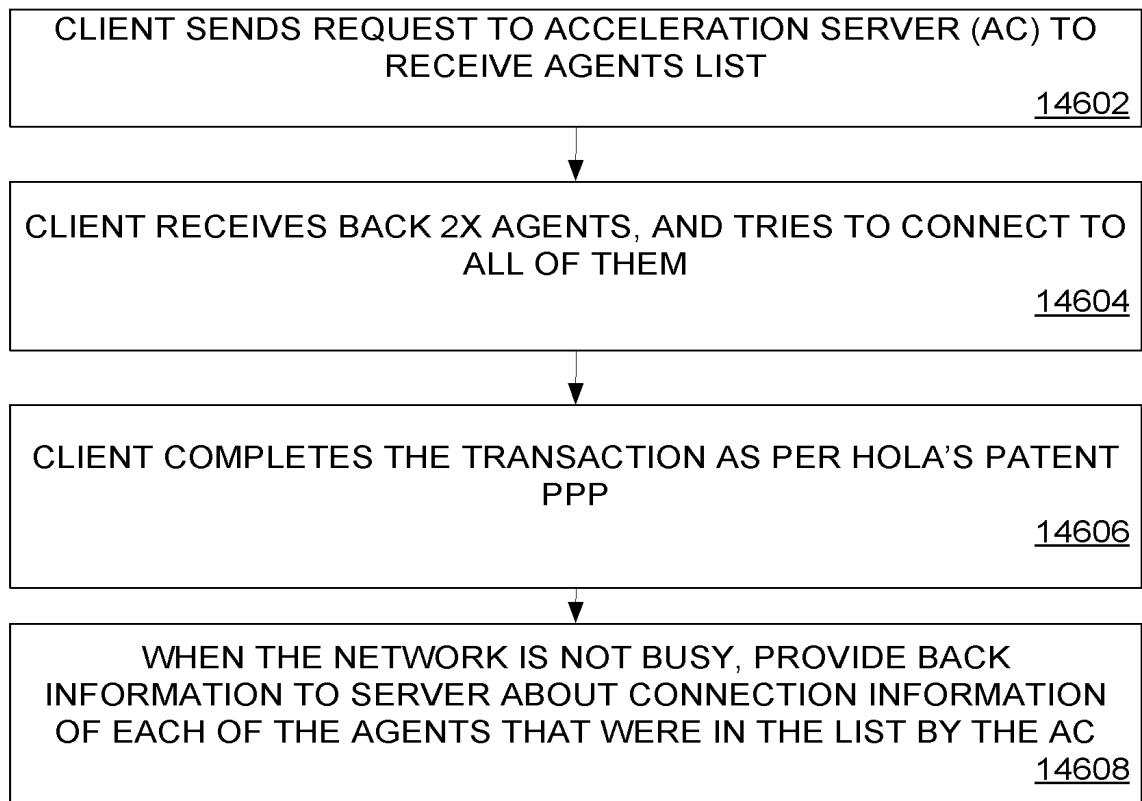 CLIENT SENDS REQUEST TO ACCELERATION SERVER (AC) TO
RECEIVE AGENTS LIST
14602
CLIENT RECEIVES BACK 2X AGENTS, AND TRIES TO CONNECT TO
ALL OF THEM
14604
CLIENT COMPLETES THE TRANSACTION AS PER HOLA'S PATENT
PPP
14606
WHEN THE NETWORK IS NOT BUSY, PROVIDE BACK
INFORMATION TO SERVER ABOUT CONNECTION INFORMATION
OF EACH OF THE AGENTS THAT WERE IN THE LIST BY THE AC
14608